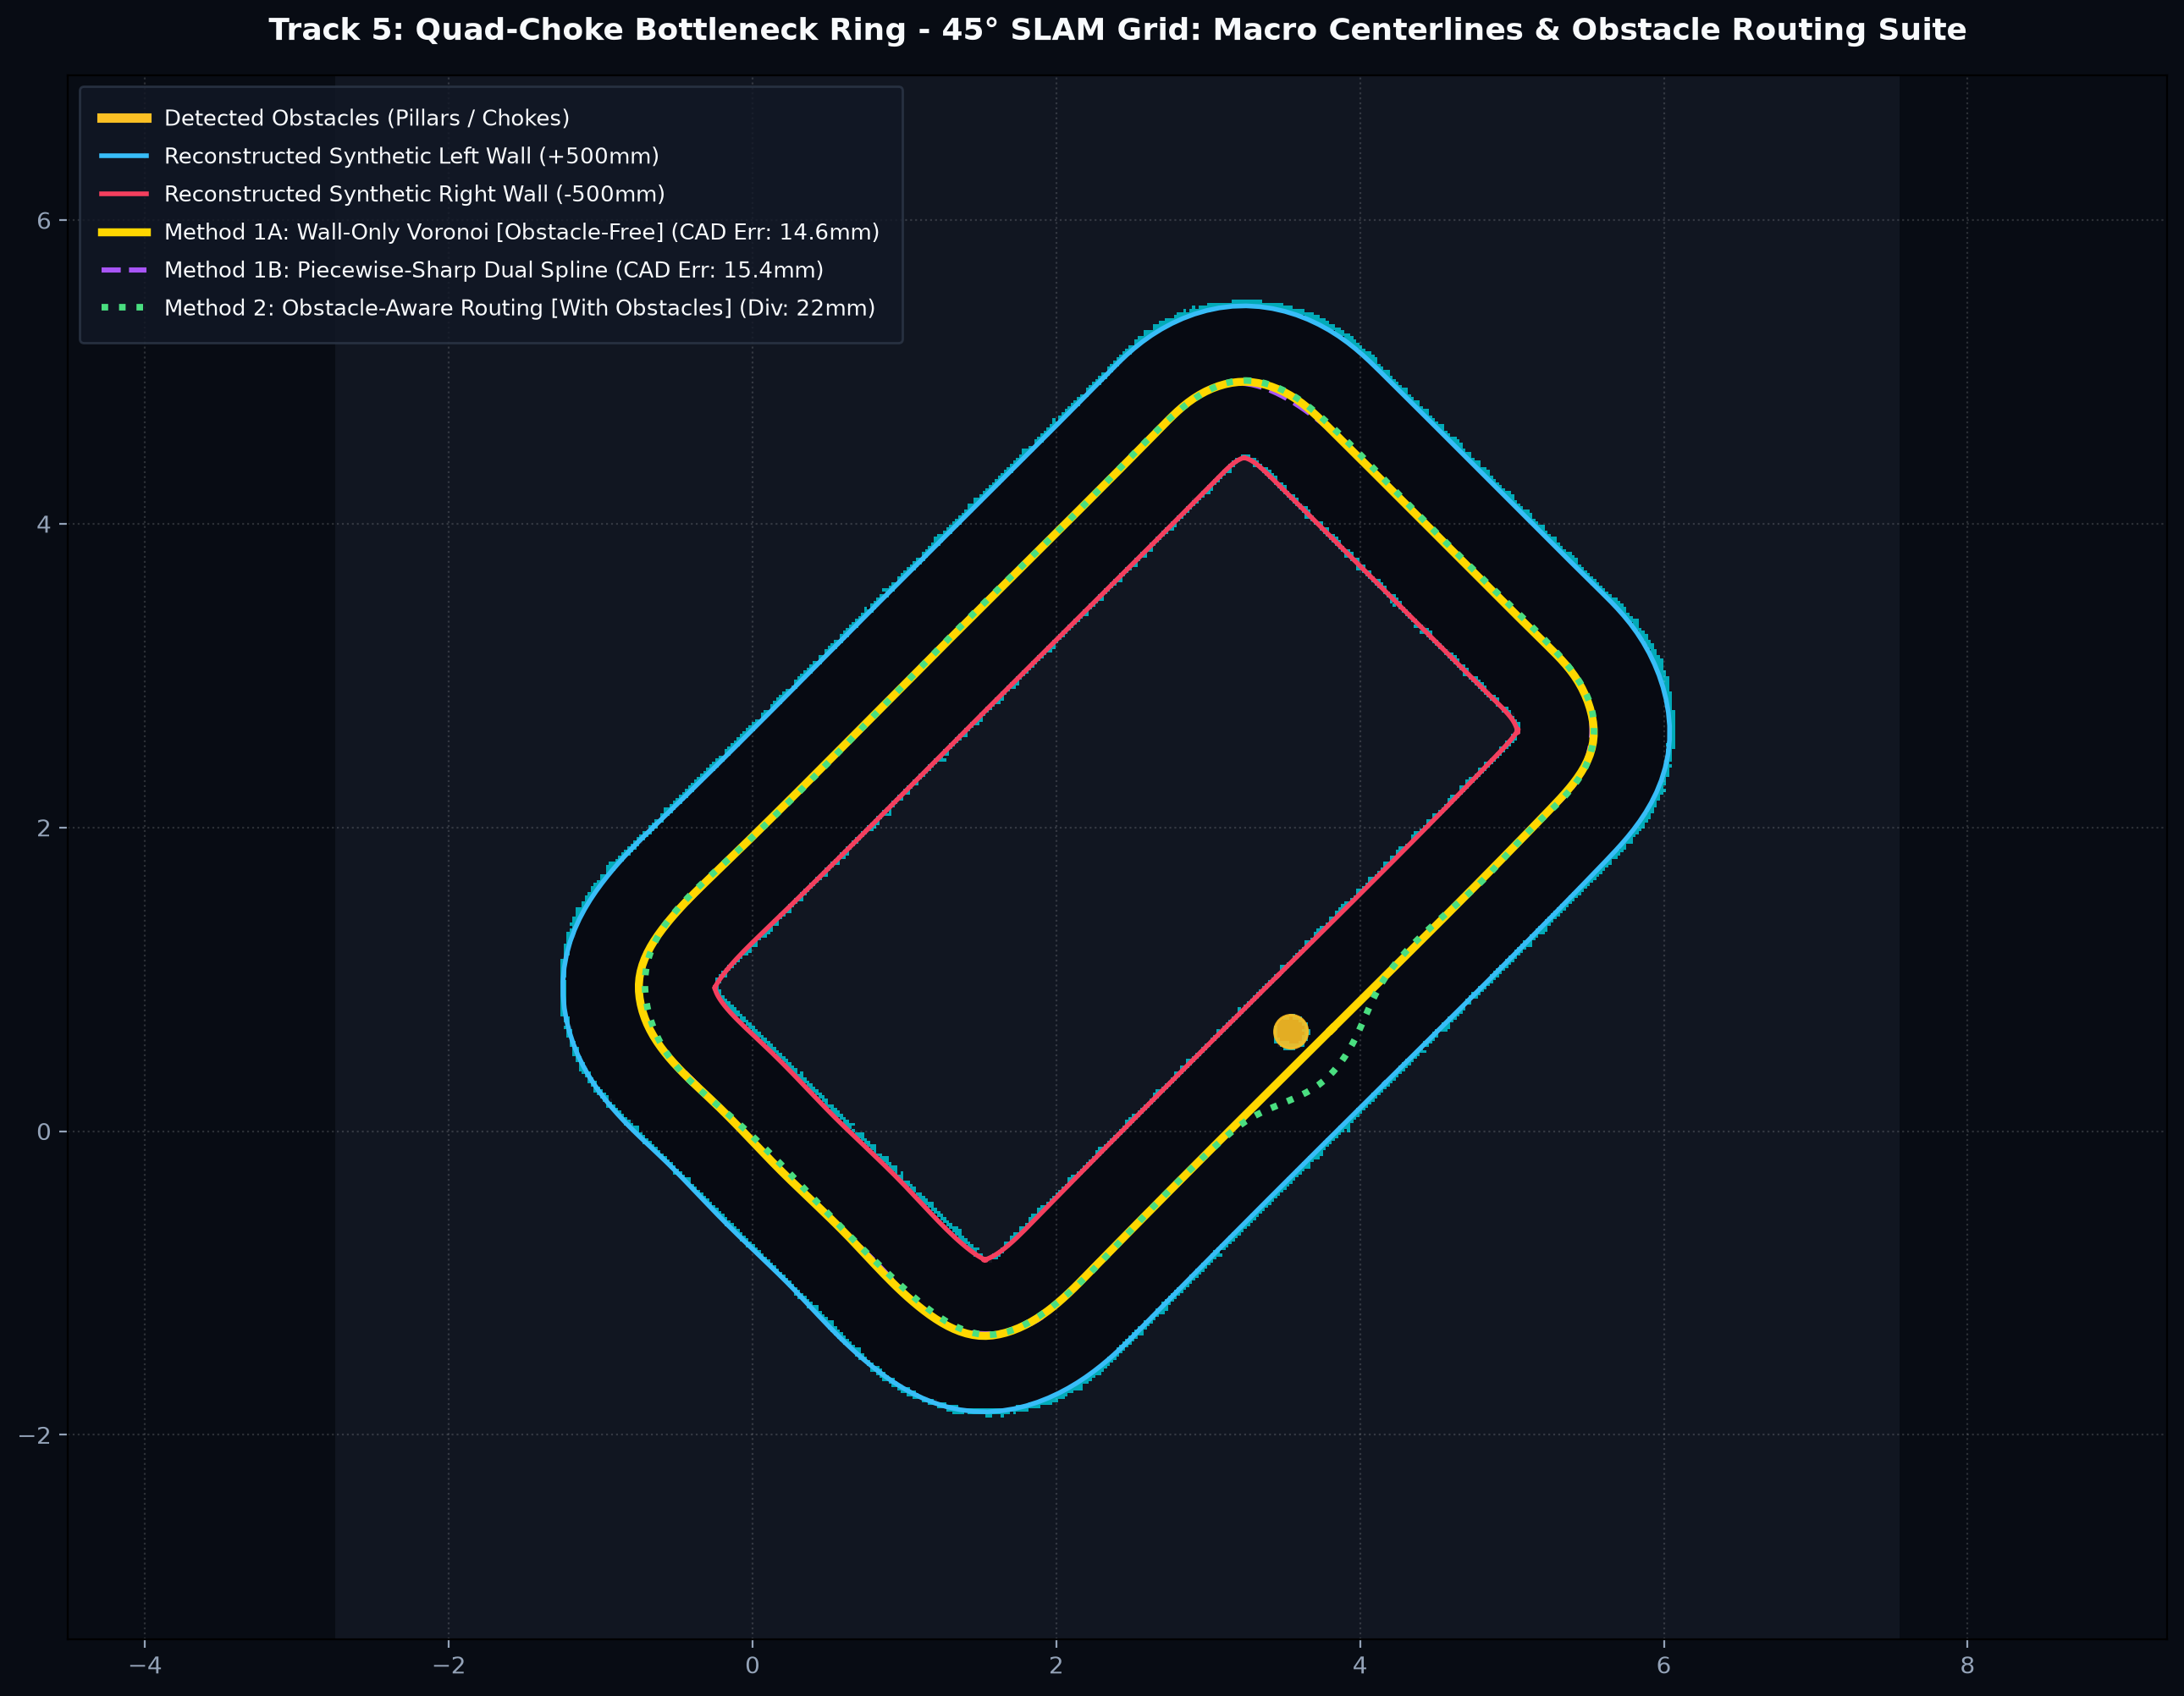 Track 5: Quad-Choke Bottleneck Ring - 45° SLAM Grid: Macro Centerlines & Obstacle Routing Suite
Detected Obstacles (Pillars / Chokes)
Reconstructed Synthetic Left Wall (+500mm)
Reconstructed Synthetic Right Wall (-500mm)
Method 1A: Wall-Only Voronoi [Obstacle-Free] (CAD Err: 14.6mm)
Method 1B: Piecewise-Sharp Dual Spline (CAD Err: 15.4mm)
Method 2: Obstacle-Aware Routing [With Obstacles] (Div: 22mm)
6
4
2
0
−2
−4 −2 0 2 4 6 8